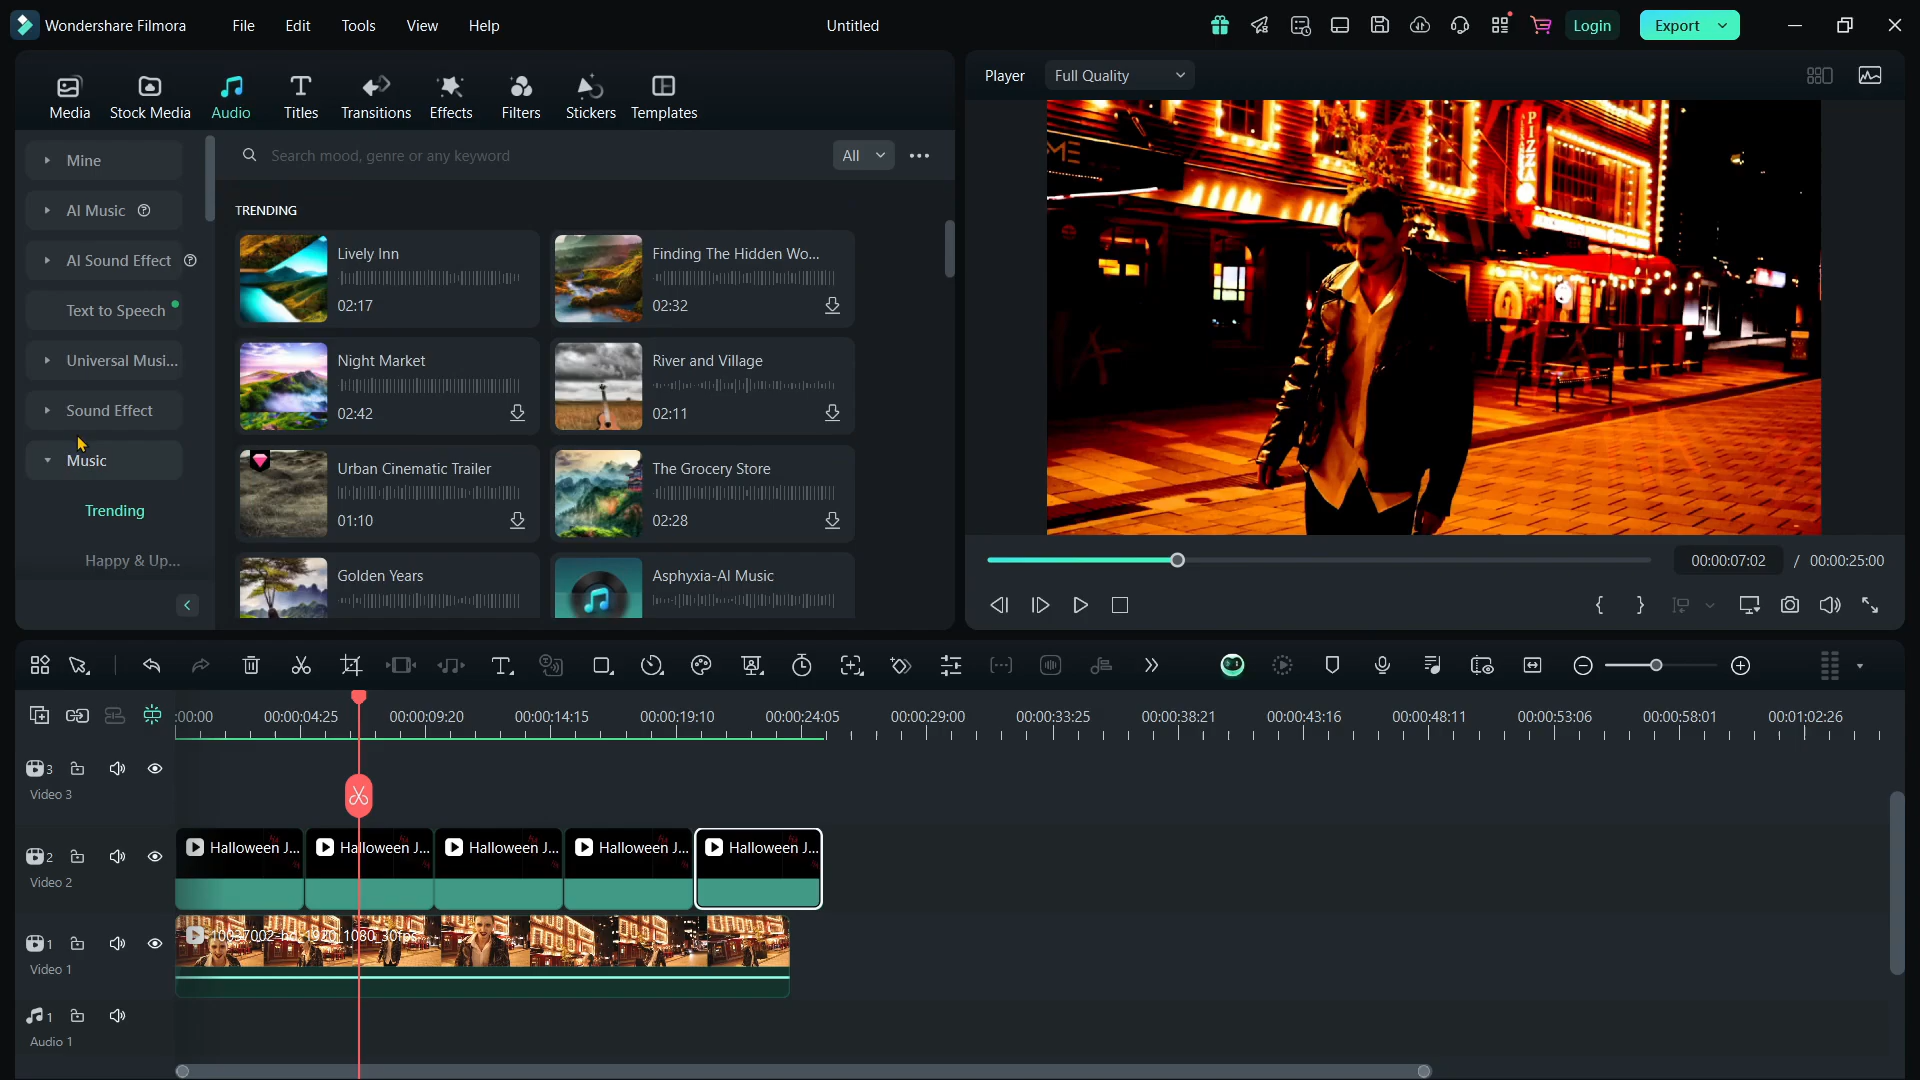 Wondershare Filmora
File Edit Tools View Help
Untitled
Login
Export
Media
Stock Media
Audio
Titles
Transitions
Effects
Filters
Stickers
Templates
Player
Full Quality
Mine
AI Music
AI Sound Effect
Text to Speech
Universal Musi...
Sound Effect
Music
Trending
Happy & Up...
Search mood, genre or any keyword
All
TRENDING
Lively Inn
02:17
Finding The Hidden Wo...
02:32
Night Market
02:42
River and Village
02:11
Urban Cinematic Trailer
01:10
The Grocery Store
02:28
Golden Years
Asphyxia-AI Music
PIZZA
00:00:07:02 / 00:00:25:00
:00:00 00:00:04:25 00:00:09:20 00:00:14:15 00:00:19:10 00:00:24:05 00:00:29:00 00:00:33:25 00:00:38:21 00:00:43:16 00:00:48:11 00:00:53:06 00:00:58:01 00:01:02:26
3
Video 3
2
Video 2
Halloween J... Halloween J... Halloween J... Halloween J... Halloween J...
1
Video 1
10037002-hd_1920_1080_30fps
1
Audio 1